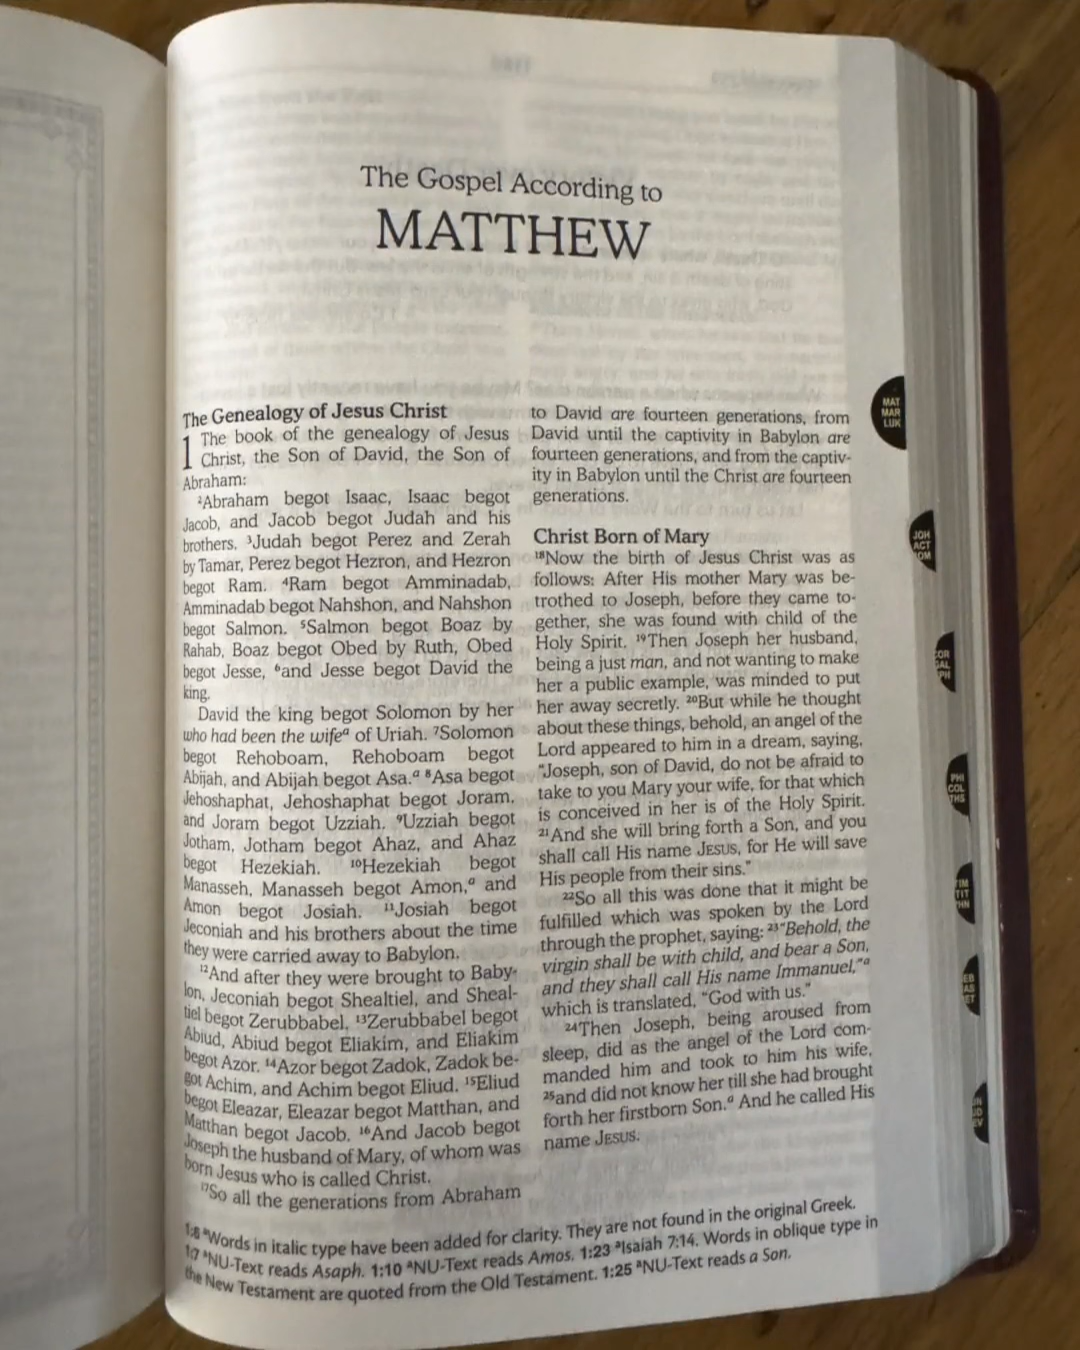 The Gospel According to
MATTHEW
The Genealogy of Jesus Christ
1 The book of the genealogy of Jesus
Christ, the Son of David, the Son of
Abraham:
²Abraham begot Isaac, Isaac begot
Jacob, and Jacob begot Judah and his
brothers. ³Judah begot Perez and Zerah
by Tamar, Perez begot Hezron, and Hezron
begot Ram. ⁴Ram begot Amminadab,
Amminadab begot Nahshon, and Nahshon
begot Salmon. ⁵Salmon begot Boaz by
Rahab, Boaz begot Obed by Ruth, Obed
begot Jesse, ⁶and Jesse begot David the
king.
David the king begot Solomon by her
who had been the wifeᵃ of Uriah. ⁷Solomon
begot Rehoboam, Rehoboam begot
Abijah, and Abijah begot Asa.ᵃ ⁸Asa begot
Jehoshaphat, Jehoshaphat begot Joram,
and Joram begot Uzziah. ⁹Uzziah begot
Jotham, Jotham begot Ahaz, and Ahaz
begot Hezekiah. ¹⁰Hezekiah begot
Manasseh, Manasseh begot Amon,ᵃ and
Amon begot Josiah. ¹¹Josiah begot
Jeconiah and his brothers about the time
they were carried away to Babylon.
¹²And after they were brought to Baby-
lon, Jeconiah begot Shealtiel, and Sheal-
tiel begot Zerubbabel. ¹³Zerubbabel begot
Abiud, Abiud begot Eliakim, and Eliakim
begot Azor. ¹⁴Azor begot Zadok, Zadok be-
got Achim, and Achim begot Eliud. ¹⁵Eliud
begot Eleazar, Eleazar begot Matthan, and
Matthan begot Jacob. ¹⁶And Jacob begot
Joseph the husband of Mary, of whom was
born Jesus who is called Christ.
¹⁷So all the generations from Abraham
to David are fourteen generations, from
David until the captivity in Babylon are
fourteen generations, and from the captiv-
ity in Babylon until the Christ are fourteen
generations.
Christ Born of Mary
¹⁸Now the birth of Jesus Christ was as
follows: After His mother Mary was be-
trothed to Joseph, before they came to-
gether, she was found with child of the
Holy Spirit. ¹⁹Then Joseph her husband,
being a just man, and not wanting to make
her a public example, was minded to put
her away secretly. ²⁰But while he thought
about these things, behold, an angel of the
Lord appeared to him in a dream, saying,
"Joseph, son of David, do not be afraid to
take to you Mary your wife, for that which
is conceived in her is of the Holy Spirit.
²¹And she will bring forth a Son, and you
shall call His name JESUS, for He will save
His people from their sins."
²²So all this was done that it might be
fulfilled which was spoken by the Lord
through the prophet, saying: ²³"Behold, the
virgin shall be with child, and bear a Son,
and they shall call His name Immanuel,"ᵃ
which is translated, "God with us."
²⁴Then Joseph, being aroused from
sleep, did as the angel of the Lord com-
manded him and took to him his wife,
²⁵and did not know her till she had brought
forth her firstborn Son.ᵃ And he called His
name JESUS.
1:6 ᵃWords in italic type have been added for clarity. They are not found in the original Greek.
1:7 ᵃNU-Text reads Asaph. 1:10 ᵃNU-Text reads Amos. 1:23 ᵃIsaiah 7:14. Words in oblique type in
the New Testament are quoted from the Old Testament. 1:25 ᵃNU-Text reads a Son.
MAT
MAR
LUK
JOH
ACT
PHI
COL
THS